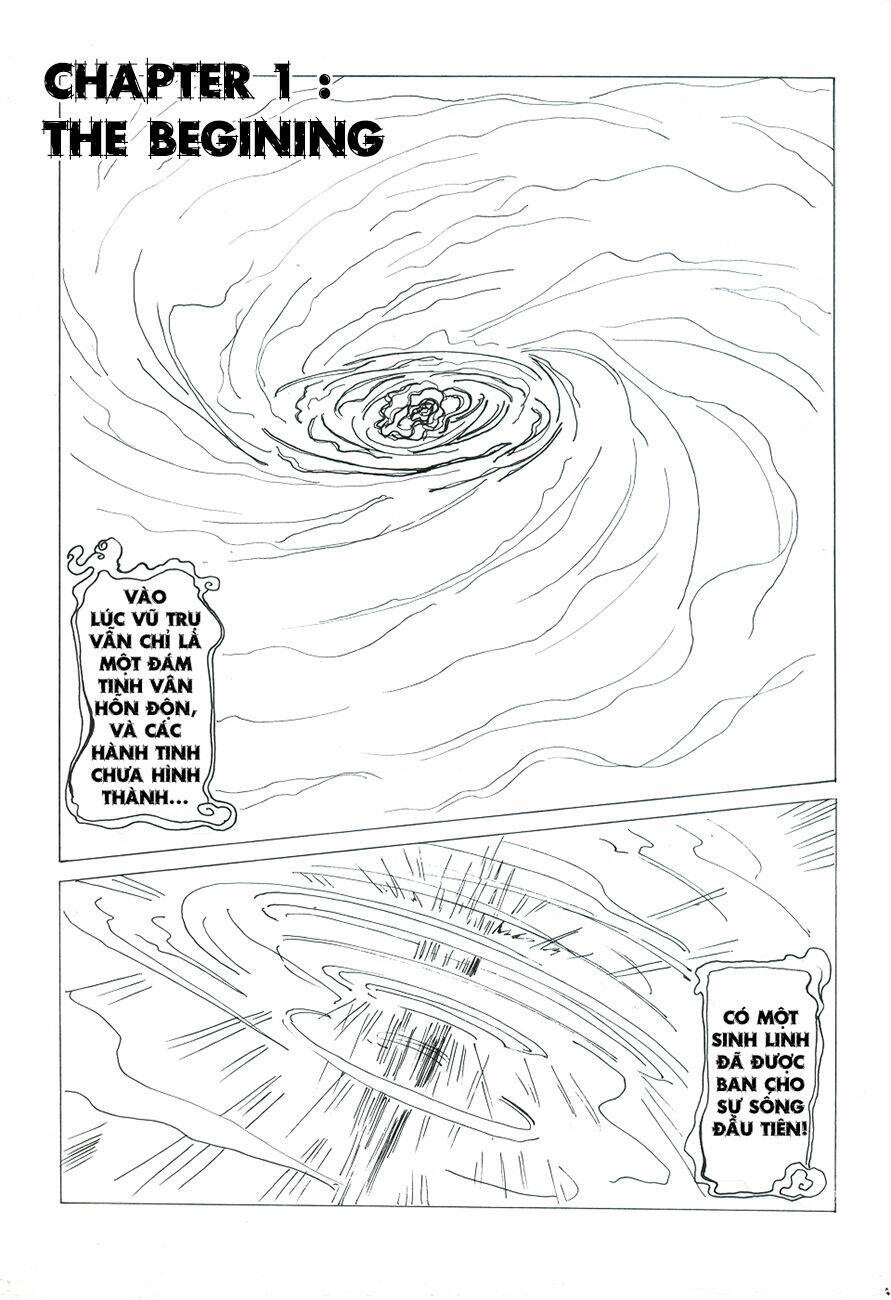 CHAPTER 1 :
THE BEGINING
VÀO
LÚC VŨ TRỤ
VẪN CHỈ LÀ
MỘT ĐÁM
TINH VÂN
HỖN ĐỘN,
VÀ CÁC
HÀNH TINH
CHƯA HÌNH
THÀNH...
CÓ MỘT
SINH LINH
ĐÃ ĐƯỢC
BAN CHO
SỰ SỐNG
ĐẦU TIÊN!